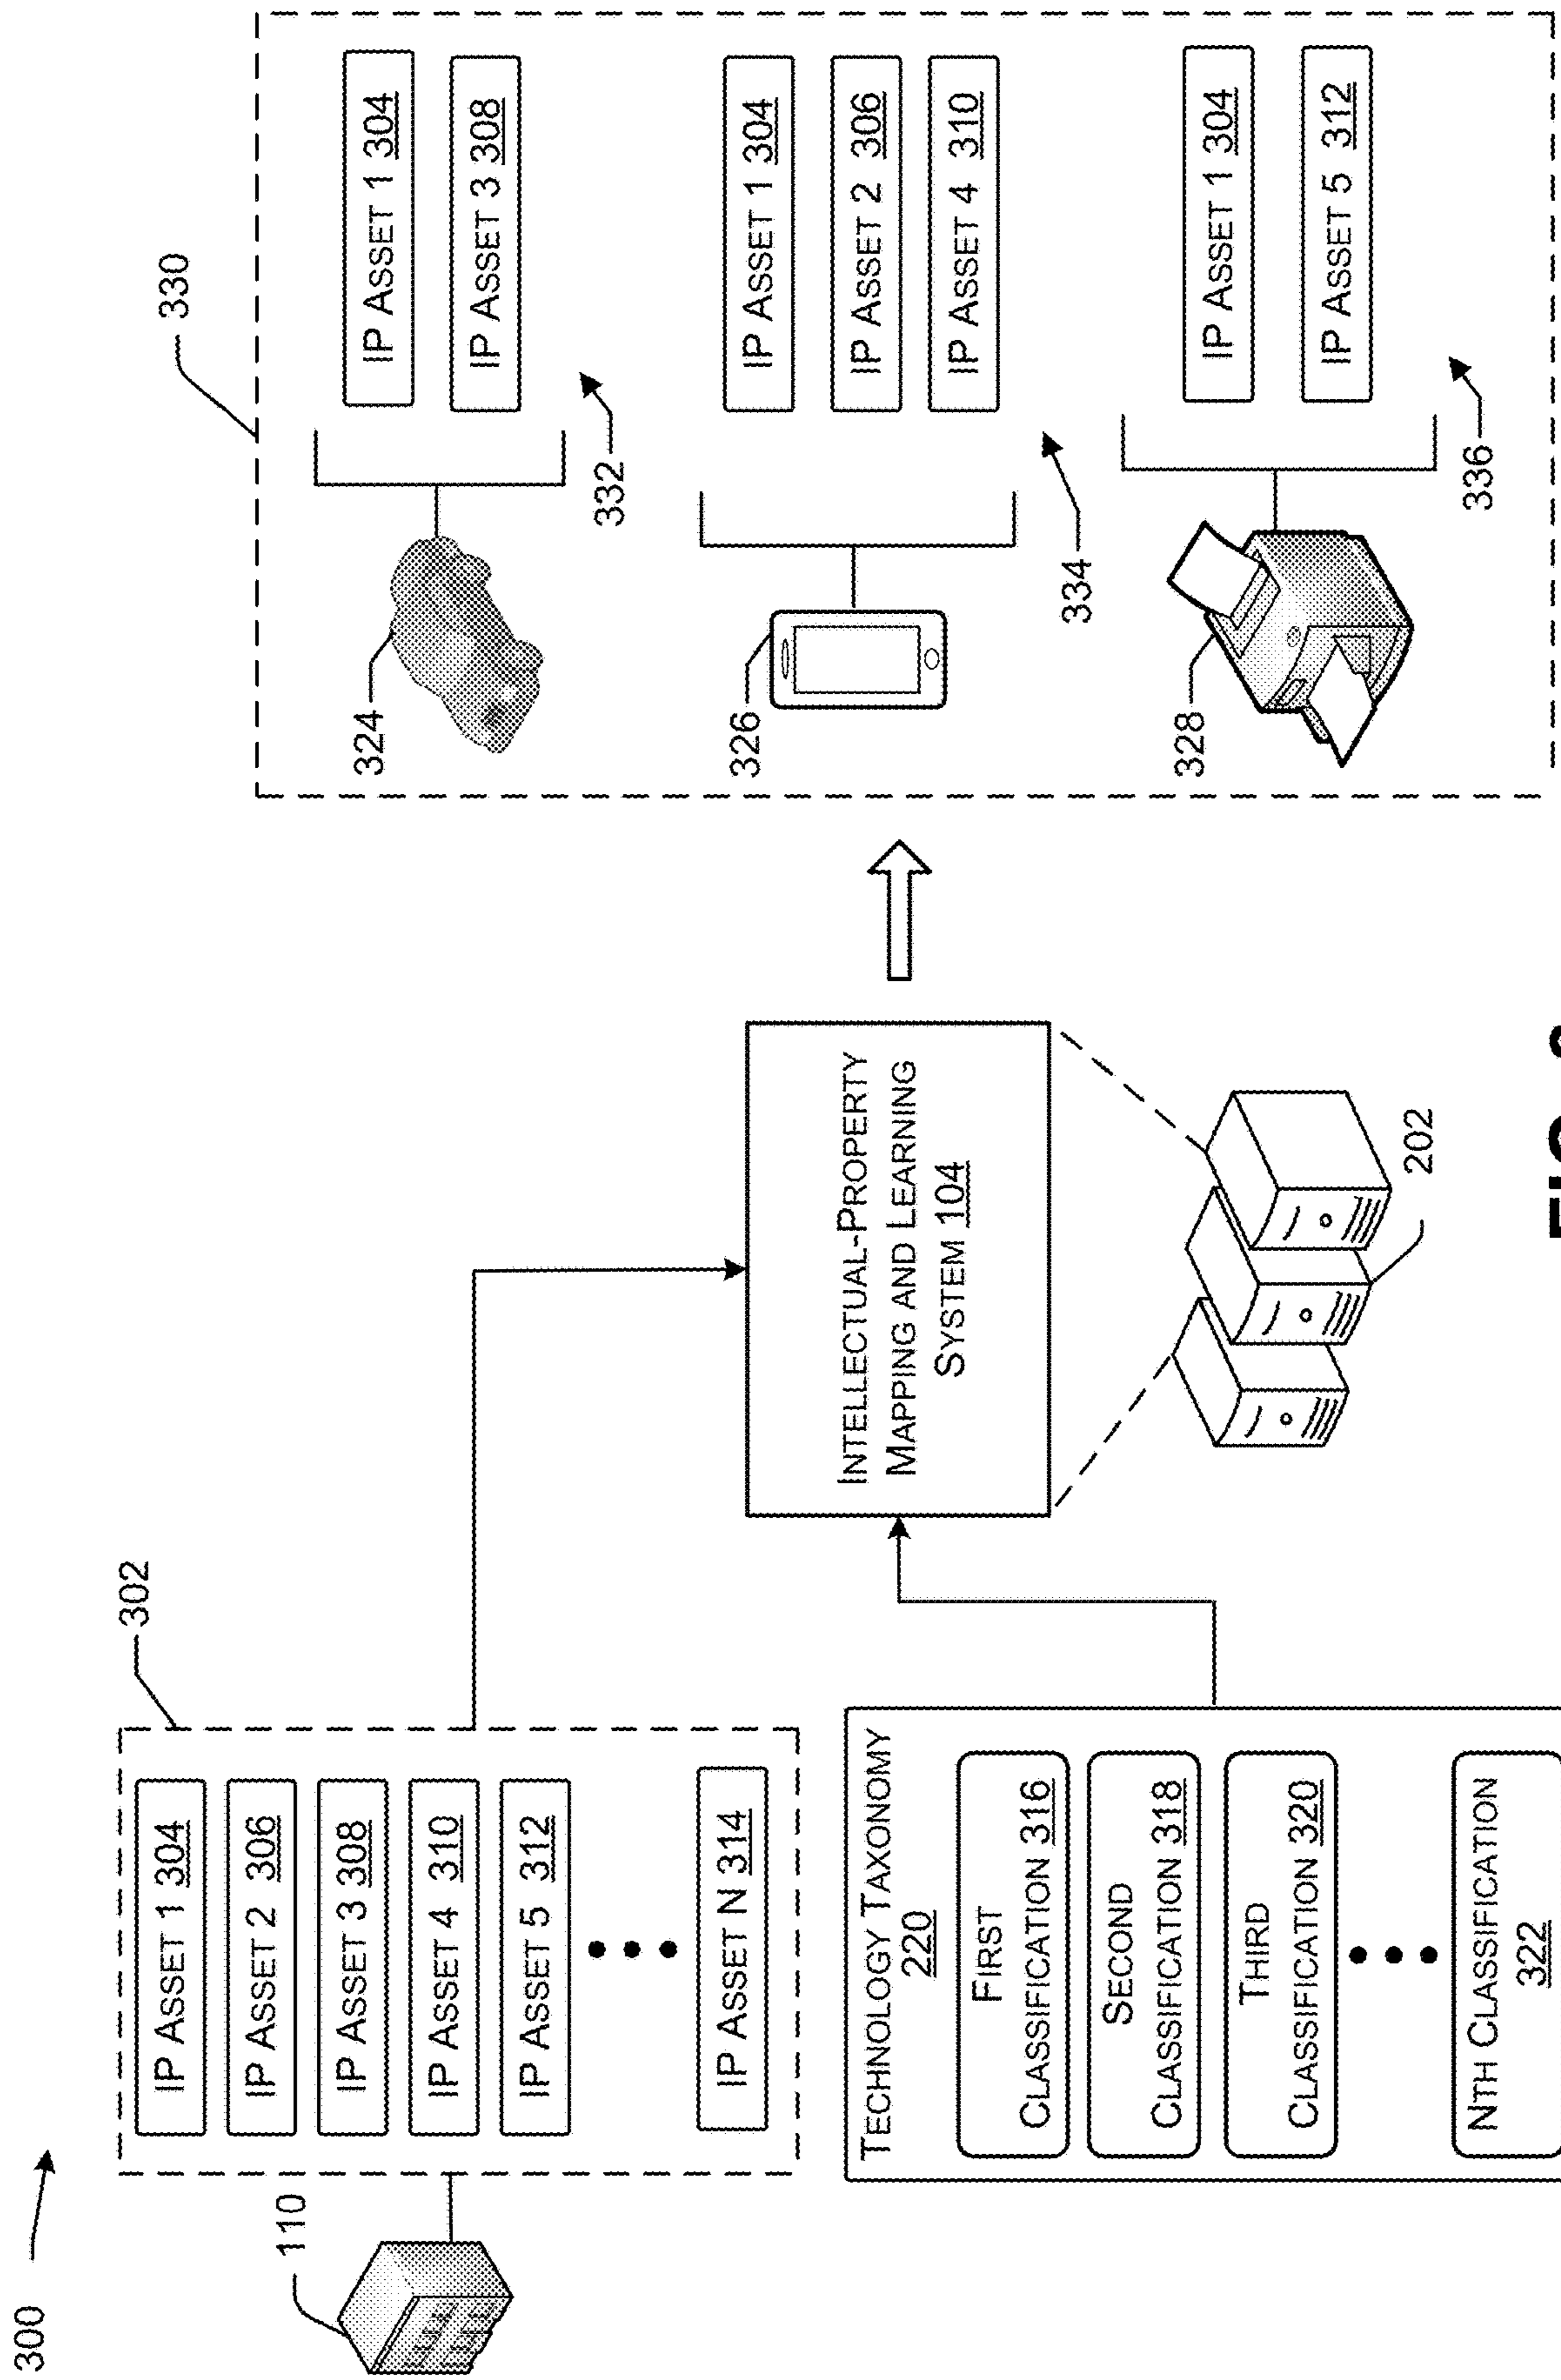 300
110
302
IP ASSET 1 304
IP ASSET 2 306
IP ASSET 3 308
IP ASSET 4 310
IP ASSET 5 312
IP ASSET N 314
TECHNOLOGY TAXONOMY
220
FIRST
CLASSIFICATION 316
SECOND
CLASSIFICATION 318
THIRD
CLASSIFICATION 320
NTH CLASSIFICATION
322
INTELLECTUAL-PROPERTY
MAPPING AND LEARNING
SYSTEM 104
202
330
324
IP ASSET 1 304
IP ASSET 3 308
332
326
IP ASSET 1 304
IP ASSET 2 306
IP ASSET 4 310
334
328
IP ASSET 1 304
IP ASSET 5 312
336